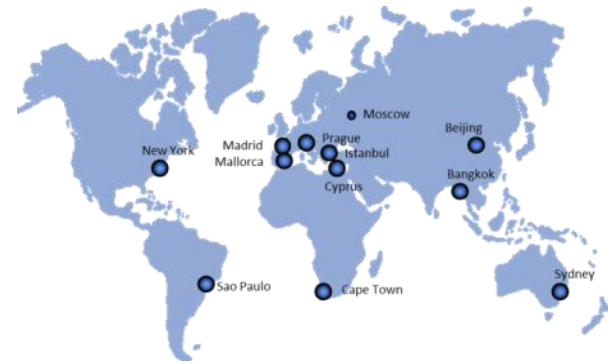 Moscow
Beijing
Prague
Madrid
New York
Istanbul
Mallorca
Bangkok
Cyprus
Sydney
Sao Paulo
Cape Town